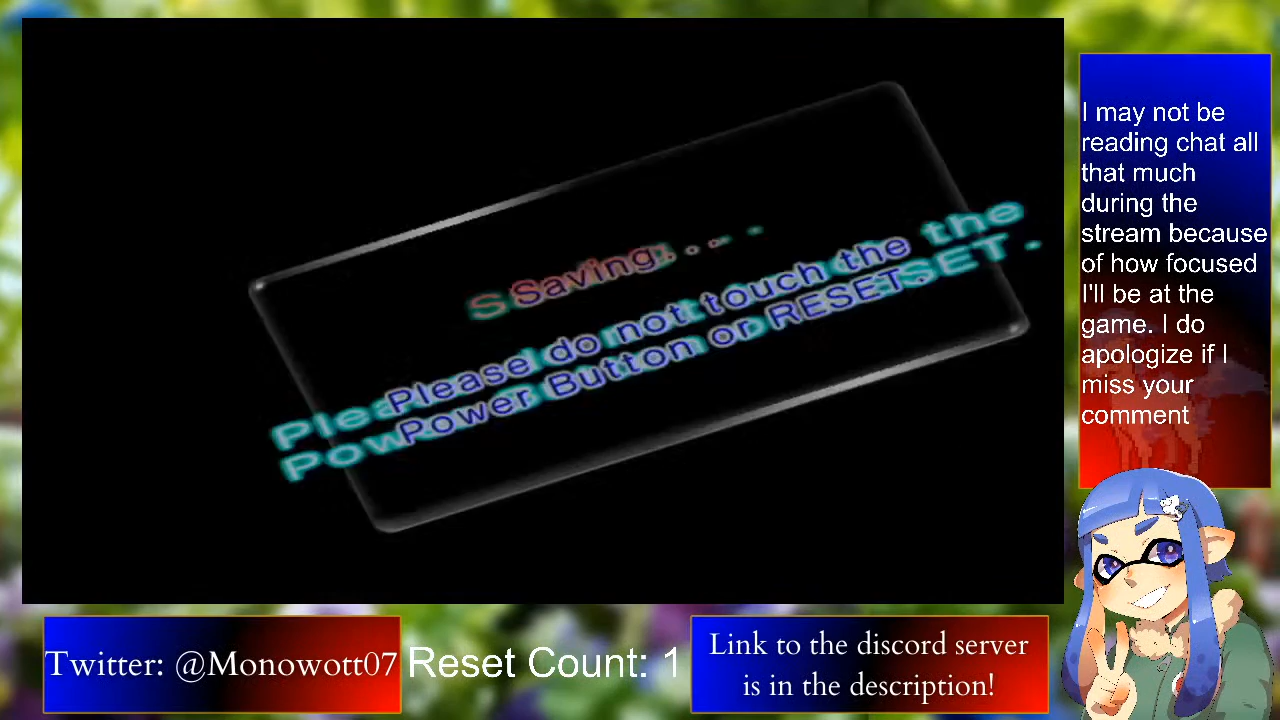 Saving...
Please do not touch the
Power Button or RESET.
I may not be
reading chat all
that much
during the
stream because
of how focused
I'll be at the
game. I do
apologize if I
miss your
comment
Twitter: @Monowott07
Reset Count: 1
Link to the discord server
is in the description!